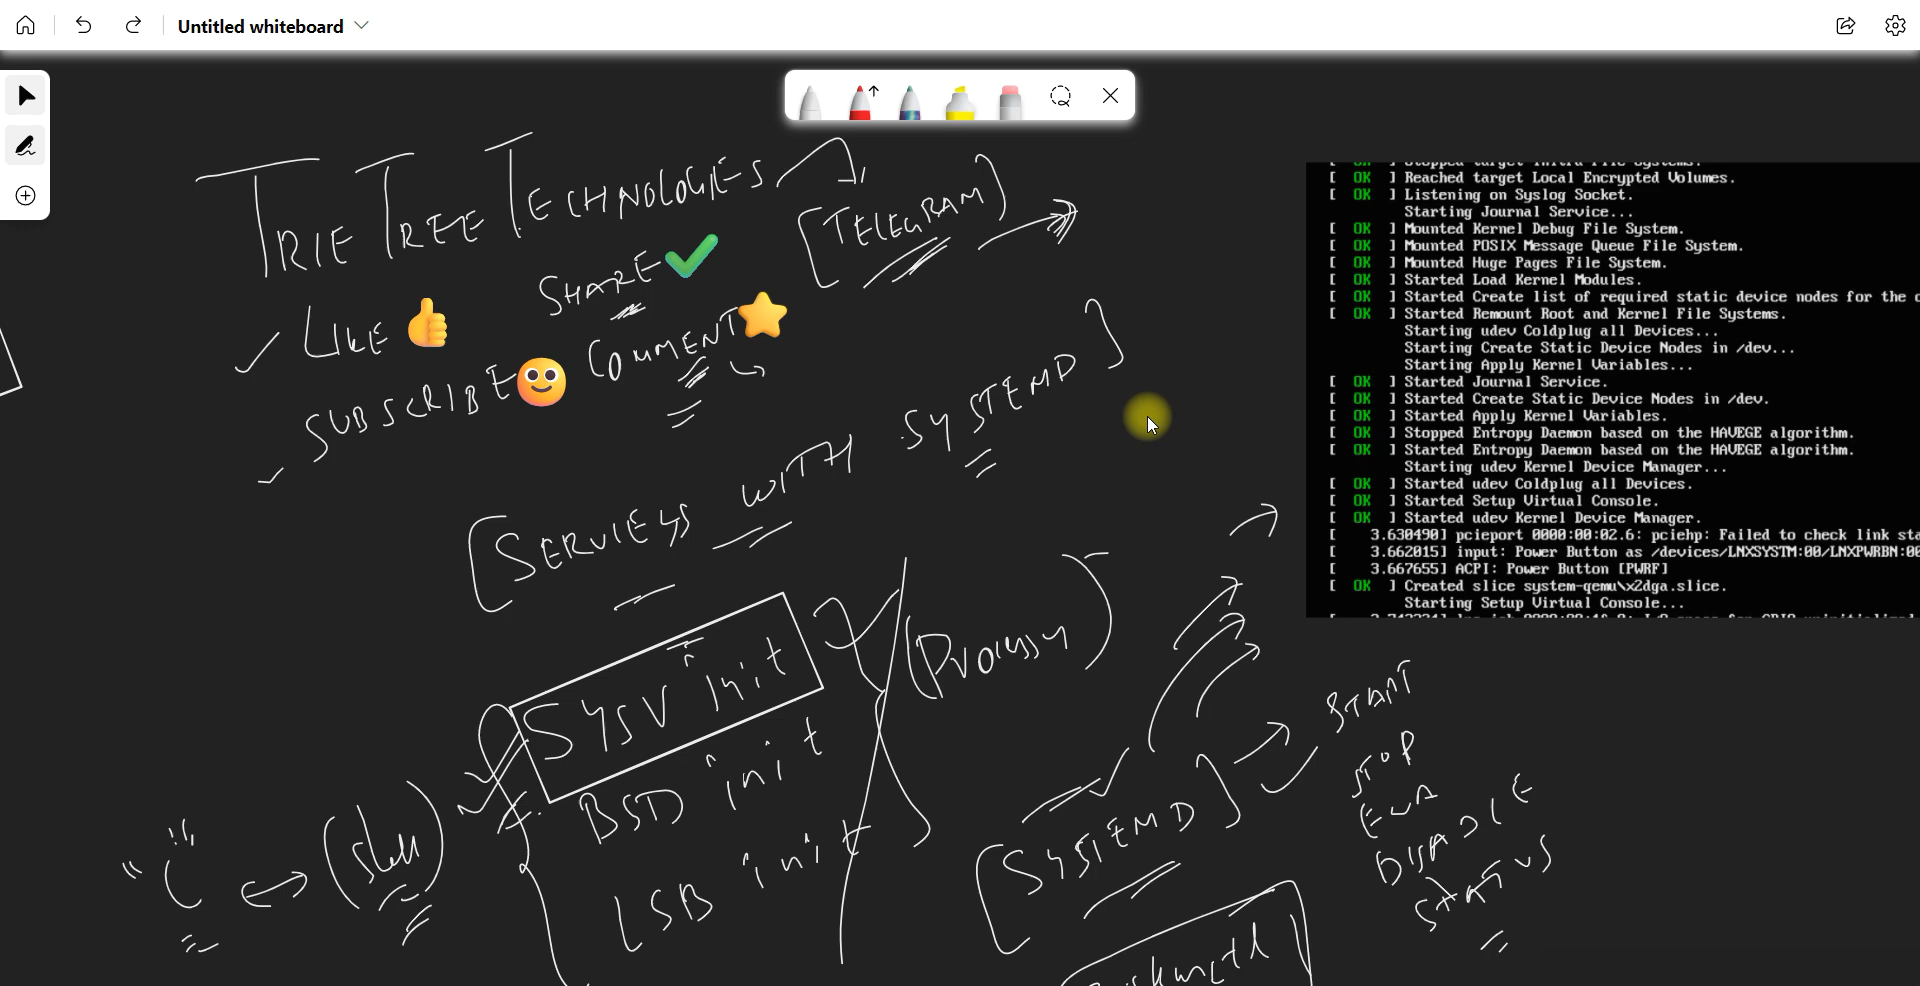 Untitled whiteboard
TRIE TREE TECHNOLOGIES
[TELEGRAM]
SHARE
LIKE
COMMENT
SUBSCRIBE
[SERVICES WITH SYSTEMD]
SYSV init
BSD init
LSB init
"C
(shell)
[SYSTEMD]
START
STOP
ENA
DISABLE
STATUS
[ OK ] Reached target Local Encrypted Volumes.
[ OK ] Listening on Syslog Socket.
Starting Journal Service...
[ OK ] Mounted Kernel Debug File System.
[ OK ] Mounted POSIX Message Queue File System.
[ OK ] Mounted Huge Pages File System.
[ OK ] Started Load Kernel Modules.
[ OK ] Started Create list of required static device nodes for the c
[ OK ] Started Remount Root and Kernel File Systems.
Starting udev Coldplug all Devices...
Starting Create Static Device Nodes in /dev...
Starting Apply Kernel Variables...
[ OK ] Started Journal Service.
[ OK ] Started Create Static Device Nodes in /dev.
[ OK ] Started Apply Kernel Variables.
[ OK ] Stopped Entropy Daemon based on the HAVEGE algorithm.
[ OK ] Started Entropy Daemon based on the HAVEGE algorithm.
Starting udev Kernel Device Manager...
[ OK ] Started udev Coldplug all Devices.
[ OK ] Started Setup Virtual Console.
[ OK ] Started udev Kernel Device Manager.
[ 3.630490] pcieport 0000:00:02.6: pciehp: Failed to check link sta
[ 3.662015] input: Power Button as /devices/LNXSYSTM:00/LNXPWRBN:00
[ 3.667655] ACPI: Power Button [PWRF]
[ OK ] Created slice system-qemu\x2dga.slice.
Starting Setup Virtual Console...